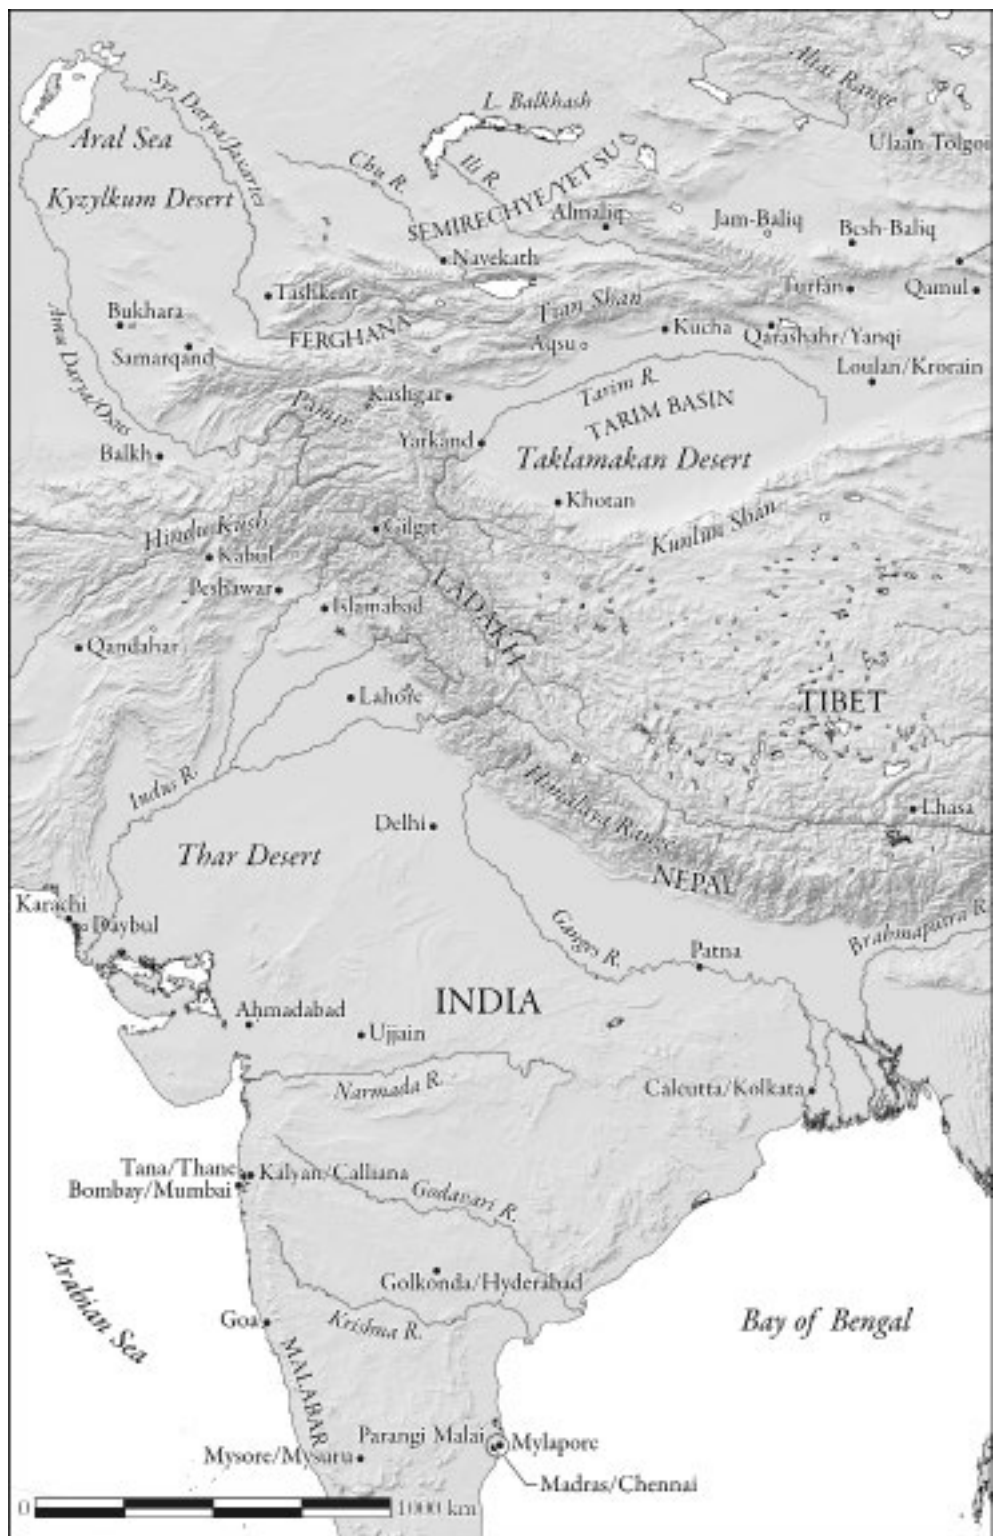 Altai Range
Syr Darya/Jaxartes
L. Balkhash
Aral Sea
Ulaan Tolgoi
Chu R.
Ili R.
Kyzylkum Desert
SEMIRECHYE/YET SU
Almaliq
Jam-Baliq
Besh-Baliq
Navekath
Tashkent
Tian Shan
Turfan
Qamul
Bukhara
FERGHANA
Kucha
Qarashahr/Yanqi
Samarqand
Aqsu
Loulan/Krorain
Amu Darya/Oxus
Pamir
Kashgar
Tarim R.
TARIM BASIN
Yarkand
Balkh
Taklamakan Desert
Khotan
Hindu Kush
Gilgit
Kunlun Shan
Kabul
Peshawar
LADAKH
Islamabad
Qandahar
Lahore
TIBET
Indus R.
Himalaya Range
Lhasa
Delhi
Thar Desert
NEPAL
Karachi
Daybul
Ganges R.
Patna
Brahmaputra R.
Ahmadabad
INDIA
Ujjain
Narmada R.
Calcutta/Kolkata
Tana/Thane
Kalyan/Calliana
Bombay/Mumbai
Godavari R.
Arabian Sea
Golkonda/Hyderabad
Goa
Krishna R.
Bay of Bengal
MALABAR
Parangi Malai
Mylapore
Mysore/Mysuru
Madras/Chennai
0 1000 km